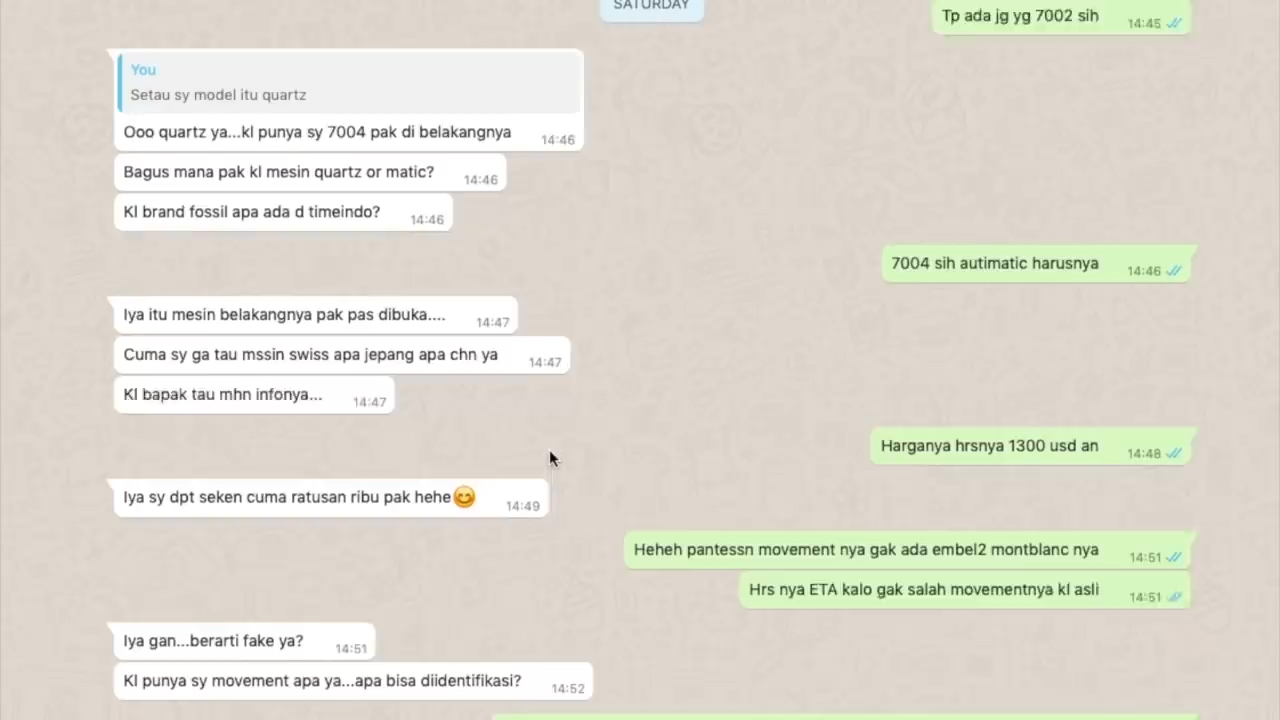 SATURDAY
Tp ada jg yg 7002 sih
14:45
You
Setau sy model itu quartz
Ooo quartz ya...kl punya sy 7004 pak di belakangnya
14:46
Bagus mana pak kl mesin quartz or matic?
14:46
Kl brand fossil apa ada d timeindo?
14:46
7004 sih autimatic harusnya
14:46
Iya itu mesin belakangnya pak pas dibuka....
14:47
Cuma sy ga tau mssin swiss apa jepang apa chn ya
14:47
Kl bapak tau mhn infonya...
14:47
Harganya hrsnya 1300 usd an
14:48
Iya sy dpt seken cuma ratusan ribu pak hehe😊
14:49
Heheh pantessn movement nya gak ada embel2 montblanc nya
14:51
Hrs nya ETA kalo gak salah movementnya kl asli
14:51
Iya gan...berarti fake ya?
14:51
Kl punya sy movement apa ya...apa bisa diidentifikasi?
14:52